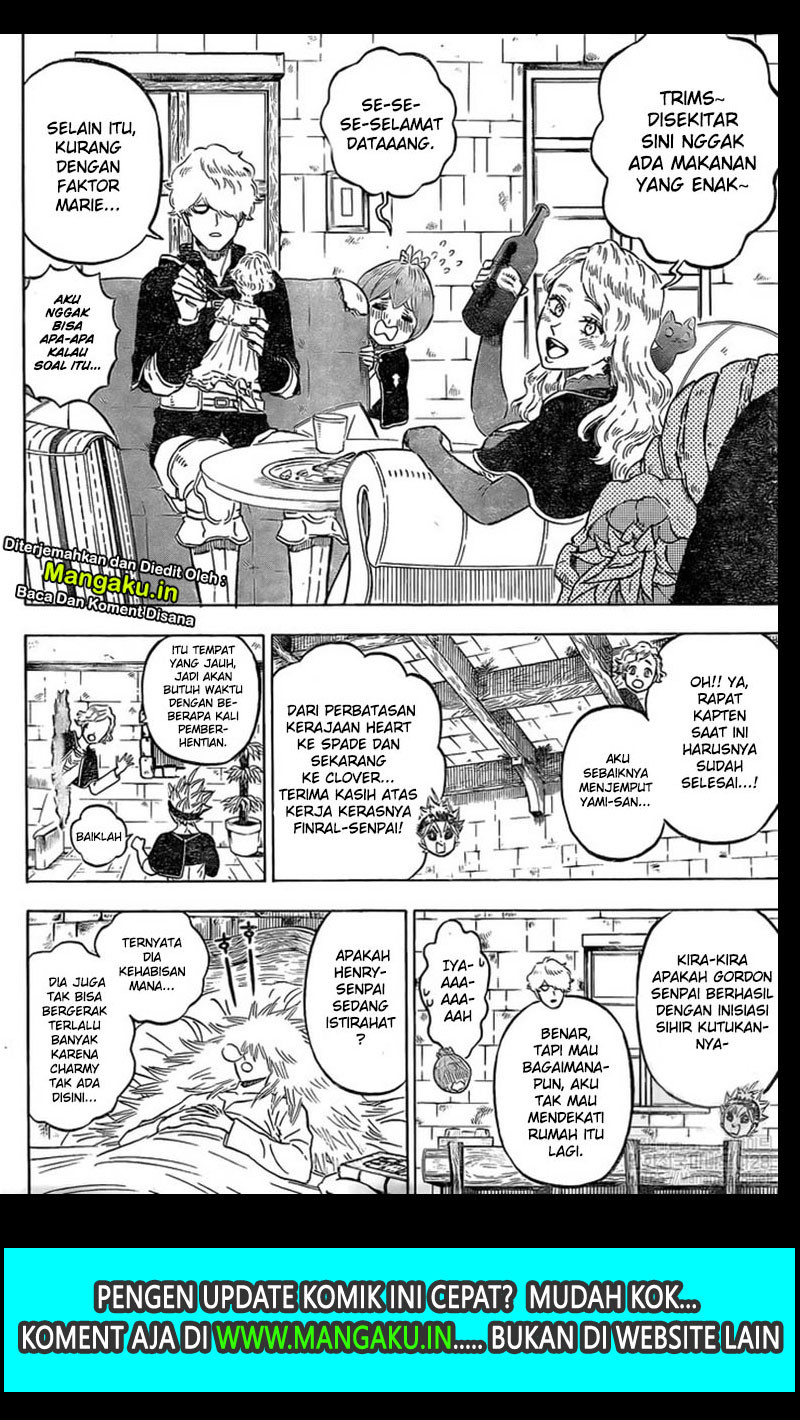 TRIMS~
DISEKITAR
SINI NGGAK
ADA MAKANAN
YANG ENAK~
SE-SE-
SE-SELAMAT
DATAAANG.
SELAIN ITU,
KURANG
DENGAN
FAKTOR
MARIE...
AKU
NGGAK
BISA
APA-APA
KALAU
SOAL ITU...
Diterjemahkan dan Diedit Oleh :
Mangaku.in
Baca Dan Koment Disana
OH!! YA,
RAPAT
KAPTEN
SAAT INI
HARUSNYA
SUDAH
SELESAI...!
AKU
SEBAIKNYA
MENJEMPUT
YAMI-SAN...
DARI PERBATASAN
KERAJAAN HEART
KE SPADE DAN
SEKARANG
KE CLOVER...
TERIMA KASIH ATAS
KERJA KERASNYA
FINRAL-SENPAI!
ITU TEMPAT
YANG JAUH,
JADI AKAN
BUTUH WAKTU
DENGAN BE-
BERAPA KALI
PEMBER-
HENTIAN.
BAIKLAH
KIRA-KIRA
APAKAH GORDON
SENPAI BERHASIL
DENGAN INISIASI
SIHIR KUTUKAN-
NYA-
IYA-
AAA-
AAA-
AAH
BENAR,
TAPI MAU
BAGAIMANA-
PUN, AKU
TAK MAU
MENDEKATI
RUMAH ITU
LAGI.
APAKAH
HENRY-
SENPAI
SEDANG
ISTIRAHAT
?
TERNYATA
DIA
KEHABISAN
MANA...
DIA JUGA
TAK BISA
BERGERAK
TERLALU
BANYAK
KARENA
CHARMY
TAK ADA
DISINI...
PENGEN UPDATE KOMIK INI CEPAT? MUDAH KOK...
KOMENT AJA DI WWW.MANGAKU.IN..... BUKAN DI WEBSITE LAIN